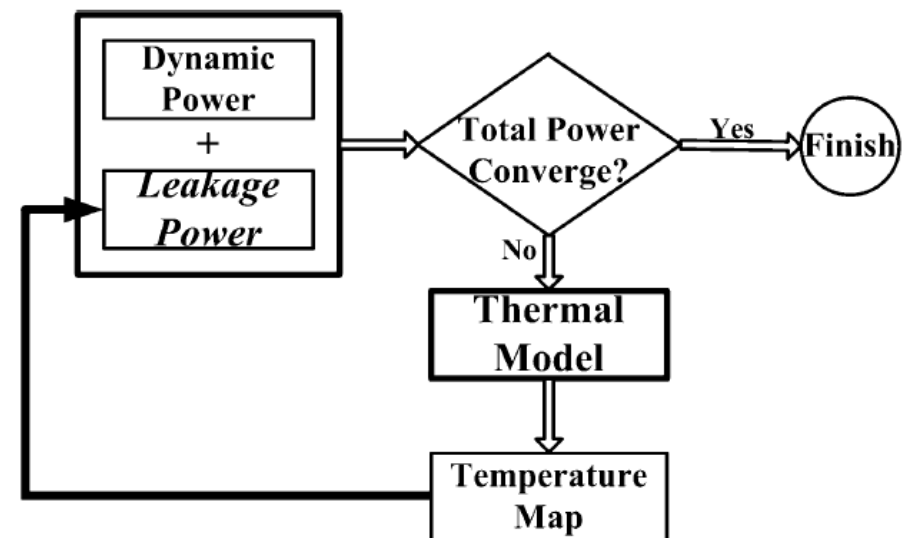 Dynamic
Power
+
Leakage
Power
Total Power
Converge?
Yes
Finish
No
Thermal
Model
Temperature
Map